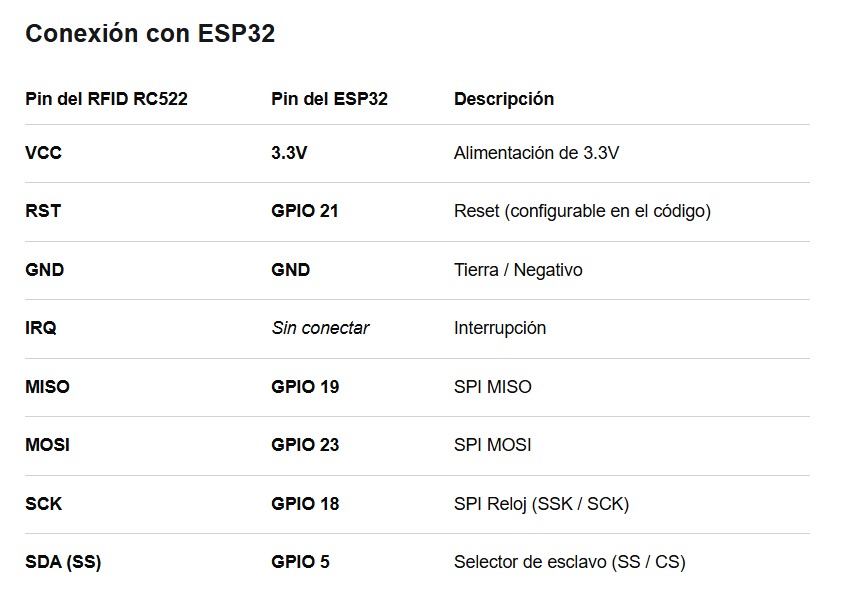 Conexión con ESP32
Pin del RFID RC522 Pin del ESP32 Descripción
VCC 3.3V Alimentación de 3.3V
RST GPIO 21 Reset (configurable en el código)
GND GND Tierra / Negativo
IRQ Sin conectar Interrupción
MISO GPIO 19 SPI MISO
MOSI GPIO 23 SPI MOSI
SCK GPIO 18 SPI Reloj (SSK / SCK)
SDA (SS) GPIO 5 Selector de esclavo (SS / CS)